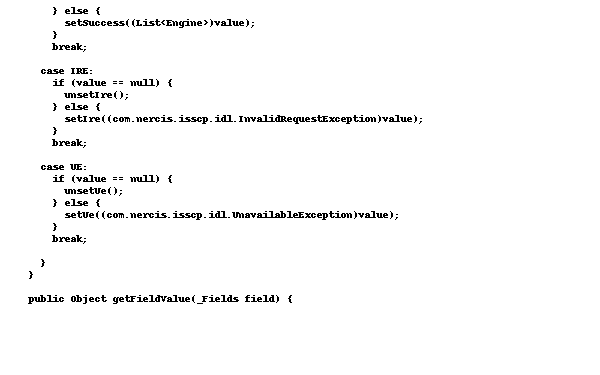 } else {
      setSuccess((List<Engine>)value);
    }
    break;

  case IRE:
    if (value == null) {
      unsetIre();
    } else {
      setIre((com.nercis.isscp.idl.InvalidRequestException)value);
    }
    break;

  case UE:
    if (value == null) {
      unsetUe();
    } else {
      setUe((com.nercis.isscp.idl.UnavailableException)value);
    }
    break;

  }
}

public Object getFieldValue(_Fields field) {